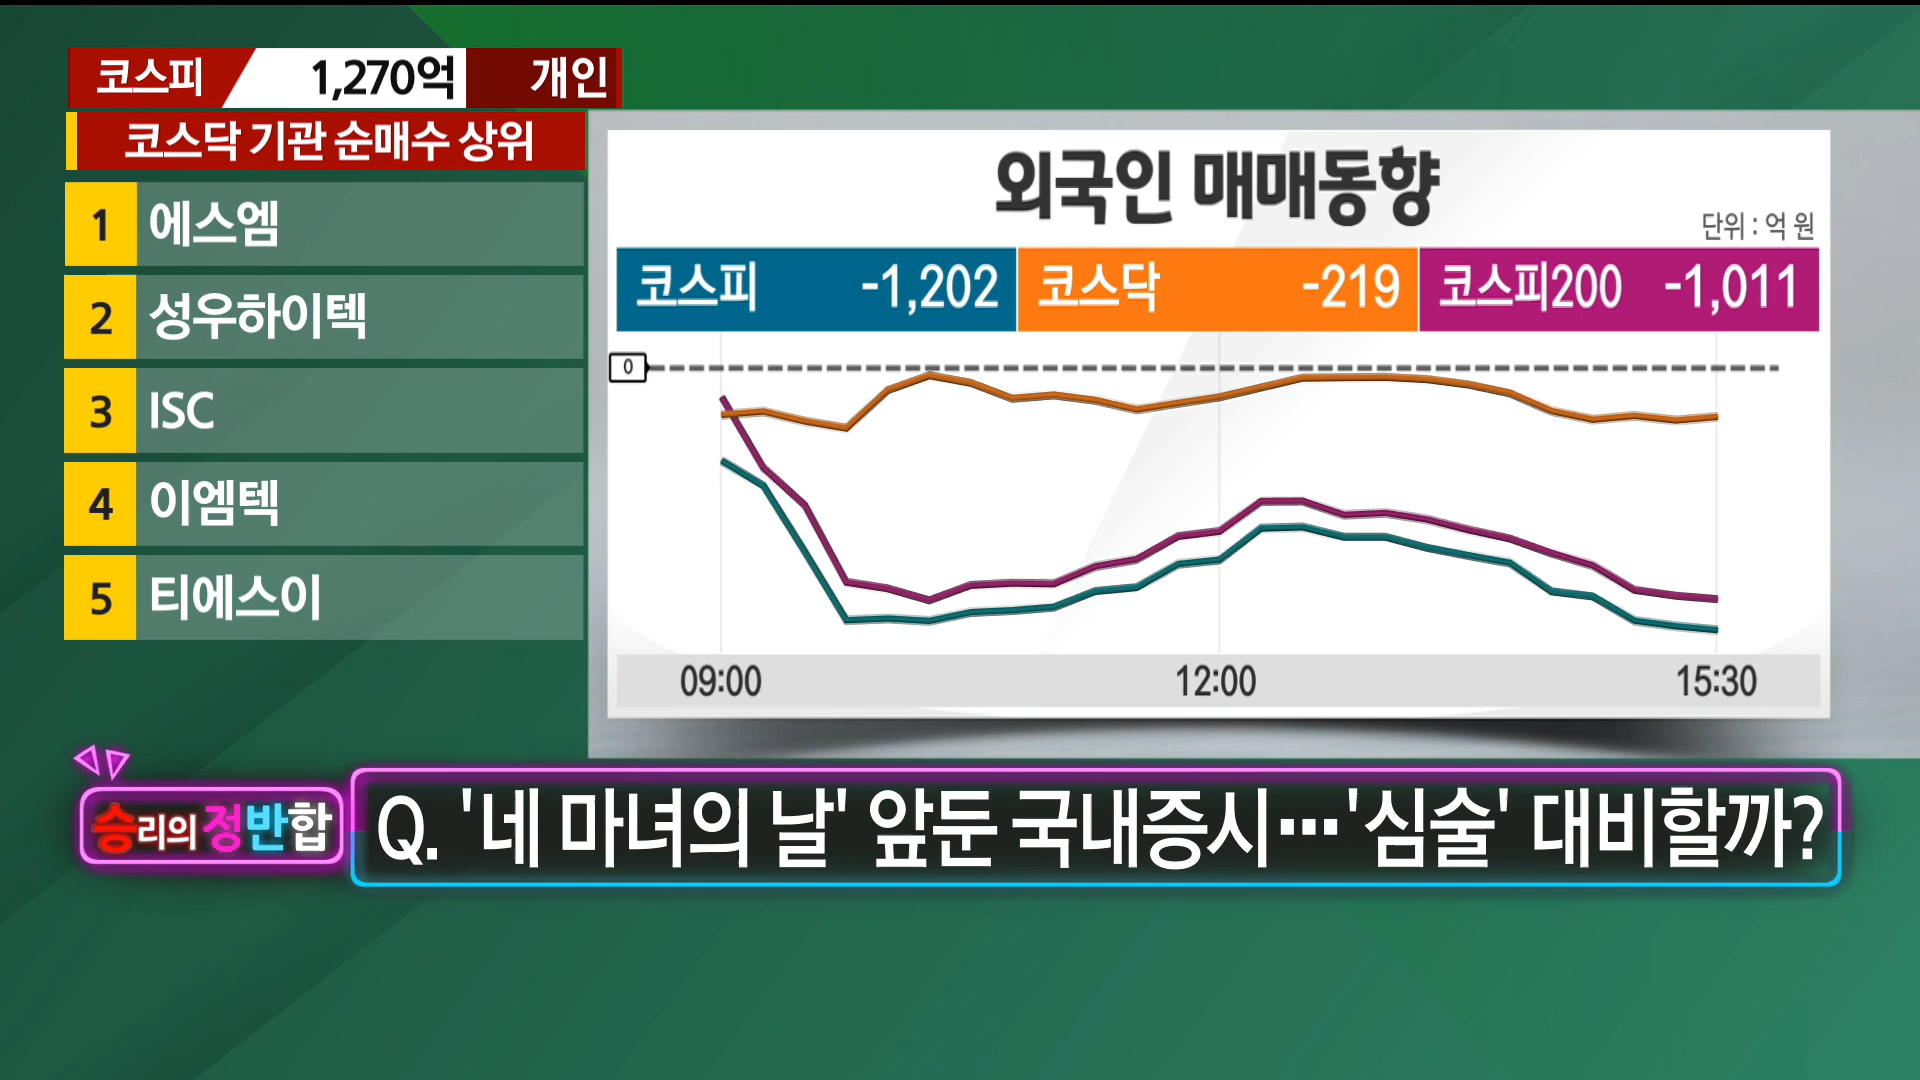 코스피 1,270억 개인
코스닥 기관 순매수 상위
1 에스엠
2 성우하이텍
3 ISC
4 이엠텍
5 티에스이
외국인 매매동향
단위 : 억 원
코스피 -1,202 코스닥 -219 코스피200 -1,011
0
09:00 12:00 15:30
승리의 정반합
Q. '네 마녀의 날' 앞둔 국내증시…'심술' 대비할까?